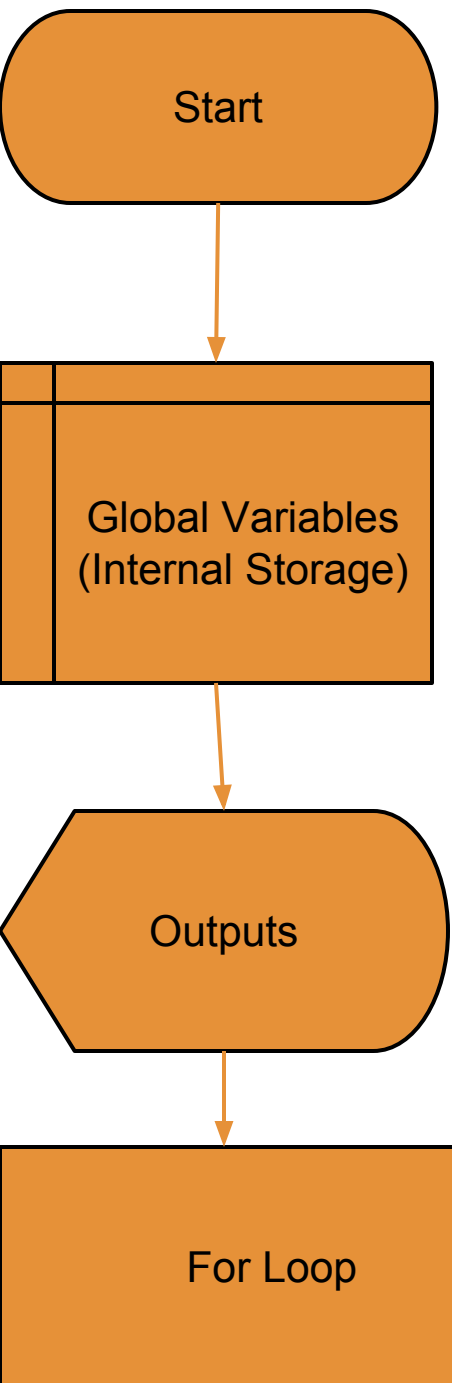 Start
Global Variables
(Internal Storage)
Outputs
For Loop